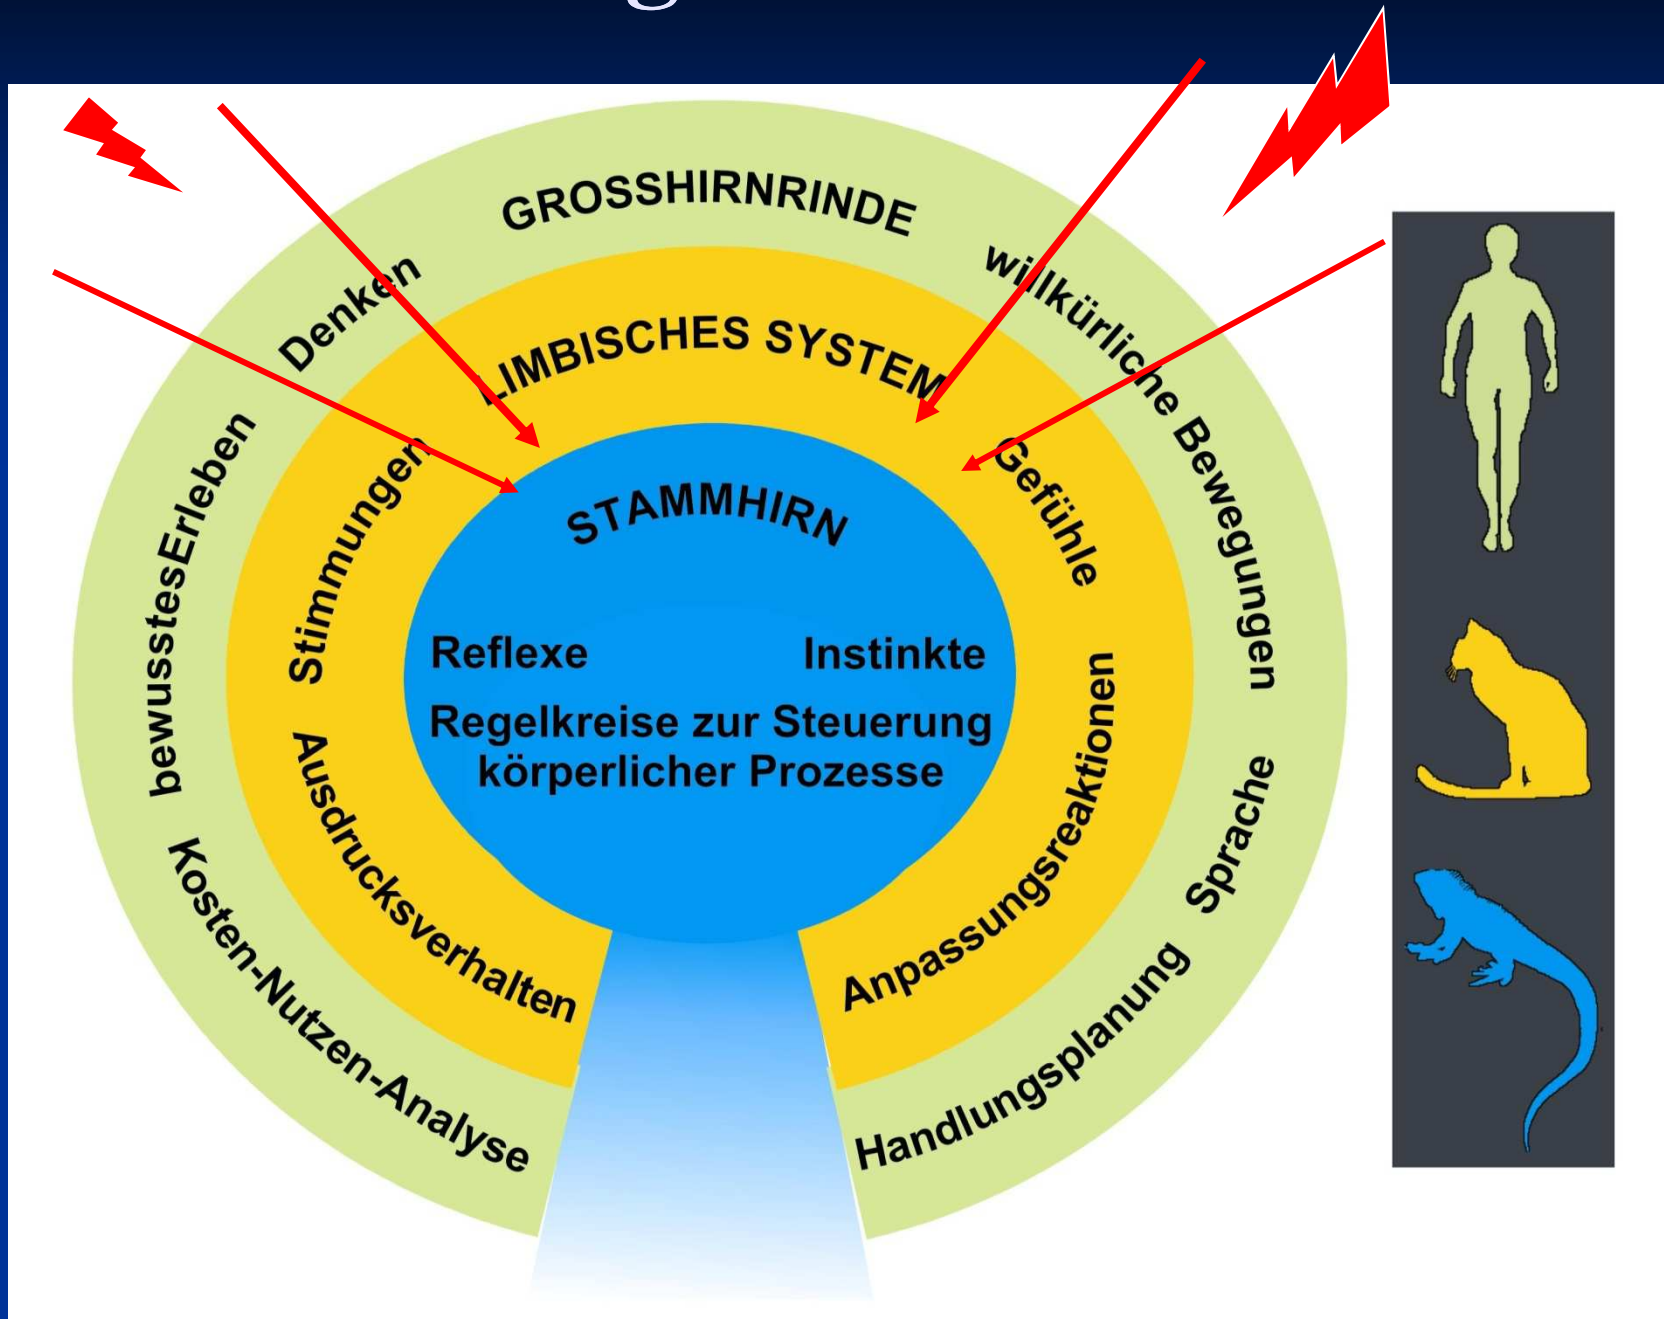 g
GROSSHIRNRINDE
Denken
willkürliche Bewegungen
bewusstesErleben
Sprache
Kosten-Nutzen-Analyse
Handlungsplanung
LIMBISCHES SYSTEM
Stimmungen
Gefühle
Ausdrucksverhalten
Anpassungsreaktionen
STAMMHIRN
Reflexe
Instinkte
Regelkreise zur Steuerung
körperlicher Prozesse